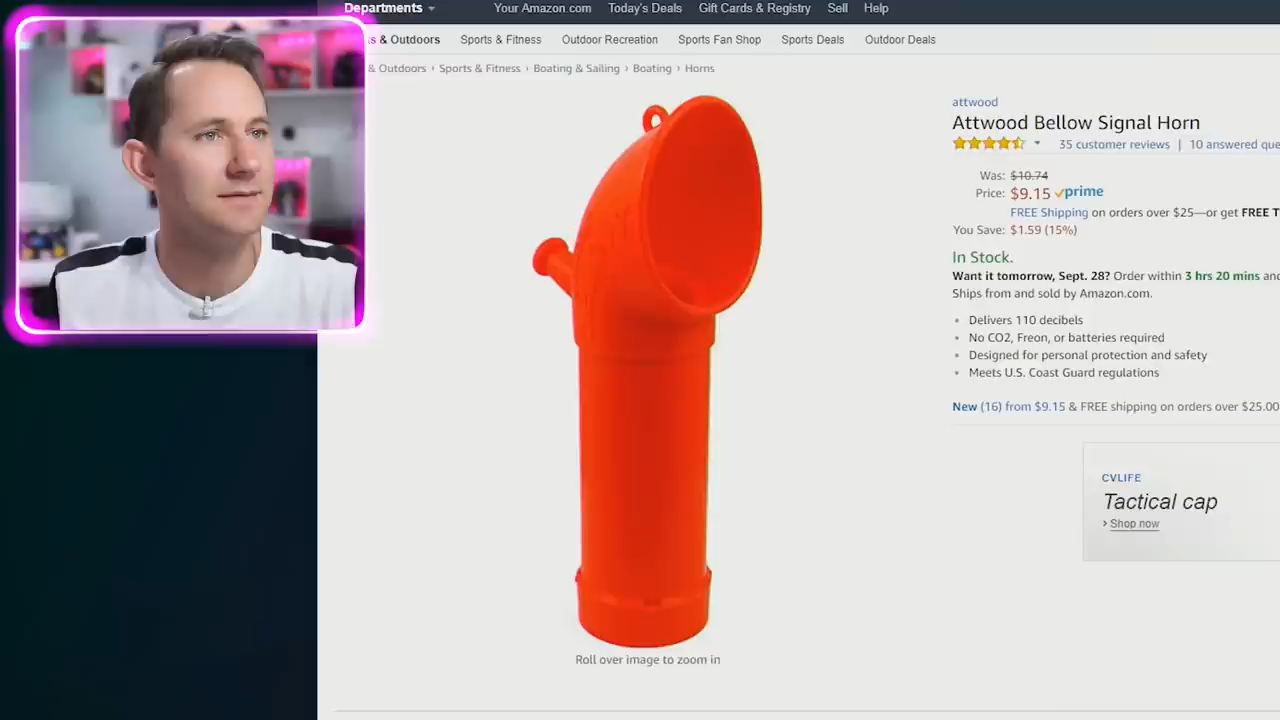 Departments
Your Amazon.com Today's Deals Gift Cards & Registry Sell Help
& Outdoors Sports & Fitness Outdoor Recreation Sports Fan Shop Sports Deals Outdoor Deals
& Outdoors › Sports & Fitness › Boating & Sailing › Boating › Horns
attwood
Attwood Bellow Signal Horn
35 customer reviews | 10 answered
Was: $10.74
Price: $9.15 prime
FREE Shipping on orders over $25—or get FREE
You Save: $1.59 (15%)
In Stock.
Want it tomorrow, Sept. 28? Order within 3 hrs 20 mins and
Ships from and sold by Amazon.com.
• Delivers 110 decibels
• No CO2, Freon, or batteries required
• Designed for personal protection and safety
• Meets U.S. Coast Guard regulations
New (16) from $9.15 & FREE shipping on orders over $25.00
CVLIFE
Tactical cap
› Shop now
Roll over image to zoom in